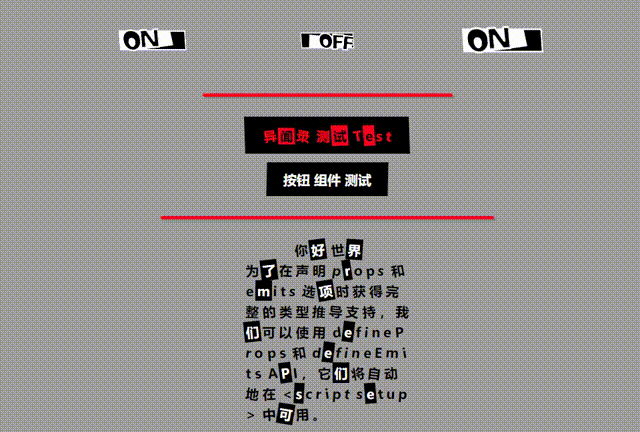 ON OFF ON
异闻录 测试 Test
按钮 组件 测试
你好世界
为了在声明 props 和
emits 选项时获得完
整的类型推导支持，我
们可以使用 defineP
rops 和 defineEmi
ts API，它们将自动
地在 <script setup
> 中可用。